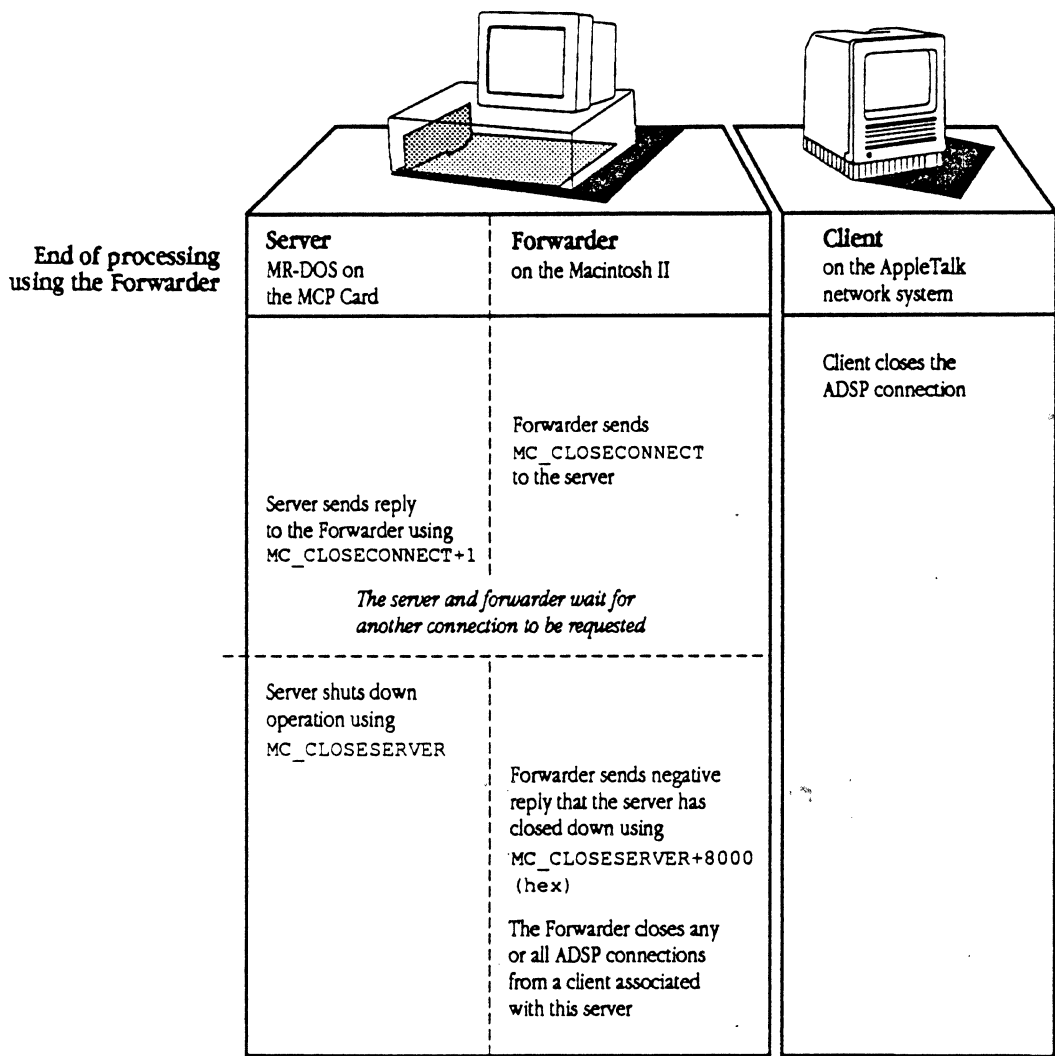 End of processing
using the Forwarder
Server
MR-DOS on
the MCP Card
Forwarder
on the Macintosh II
Client
on the AppleTalk
network system
Client closes the
ADSP connection
Forwarder sends
MC_CLOSECONNECT
to the server
Server sends reply
to the Forwarder using
MC_CLOSECONNECT+1
The server and forwarder wait for
another connection to be requested
Server shuts down
operation using
MC_CLOSESERVER
Forwarder sends negative
reply that the server has
closed down using
MC_CLOSESERVER+8000
(hex)
The Forwarder closes any
or all ADSP connections
from a client associated
with this server